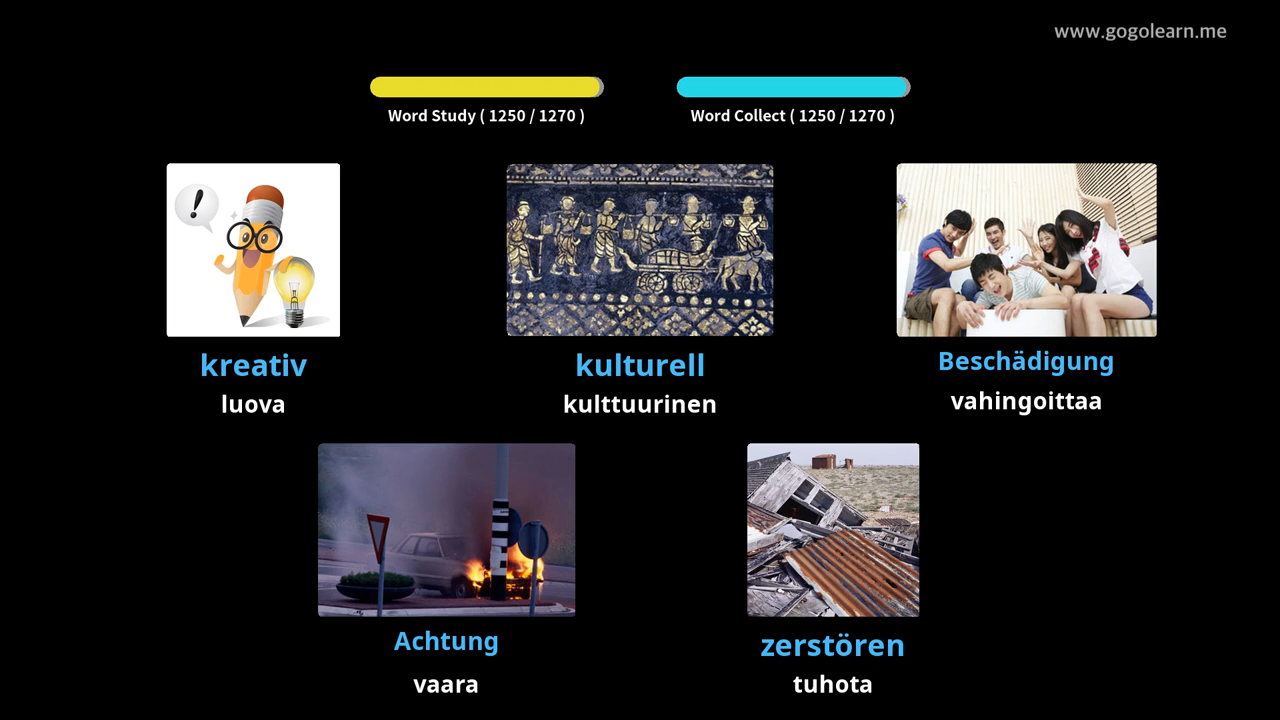 www.gogolearn.me
Word Study ( 1250 / 1270 )
Word Collect ( 1250 / 1270 )
!
kreativ
luova
kulturell
kulttuurinen
Beschädigung
vahingoittaa
Achtung
vaara
zerstören
tuhota